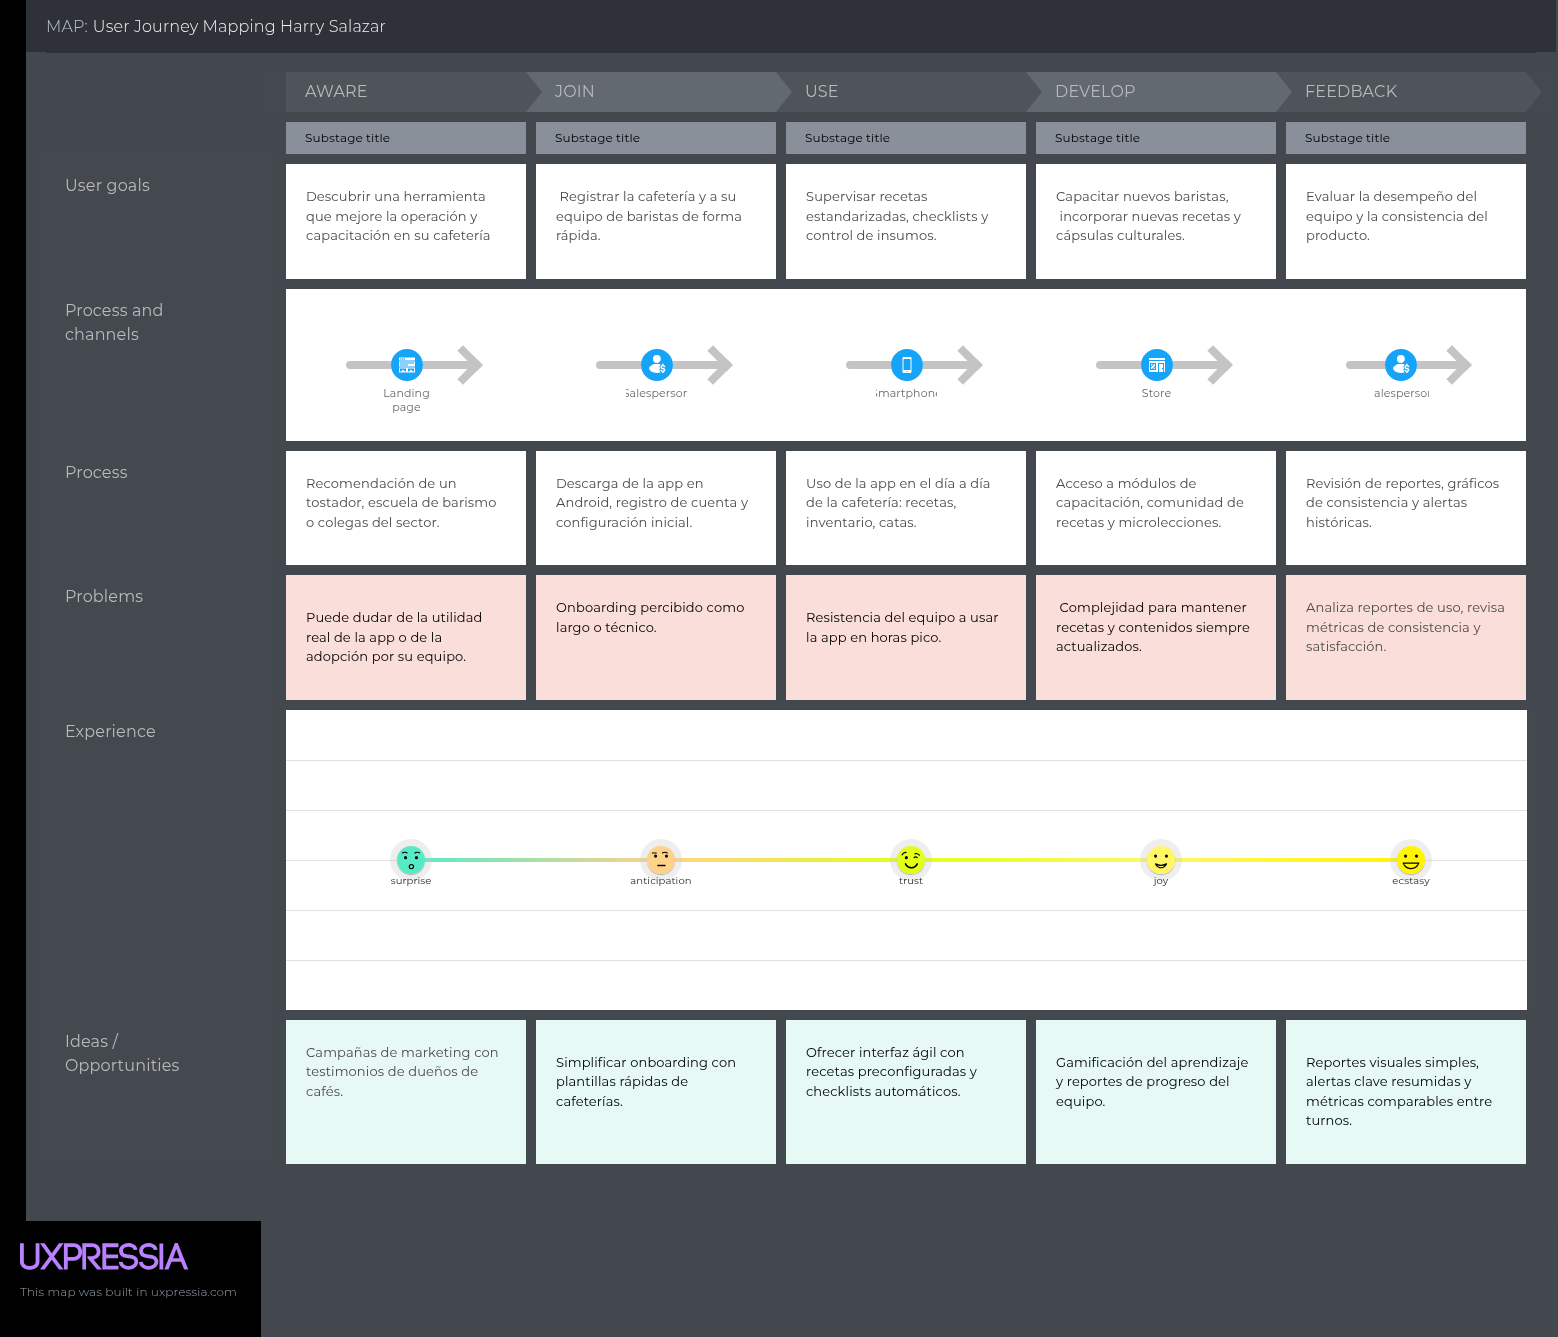 MAP: User Journey Mapping Harry Salazar
AWARE
JOIN
USE
DEVELOP
FEEDBACK
Substage title
Substage title
Substage title
Substage title
Substage title
User goals
Descubrir una herramienta
que mejore la operación y
capacitación en su cafetería
Registrar la cafetería y a su
equipo de baristas de forma
rápida.
Supervisar recetas
estandarizadas, checklists y
control de insumos.
Capacitar nuevos baristas,
incorporar nuevas recetas y
cápsulas culturales.
Evaluar la desempeño del
equipo y la consistencia del
producto.
Process and
channels
Landing
page
Salesperson
Smartphone
Store
alesperson
Process
Recomendación de un
tostador, escuela de barismo
o colegas del sector.
Descarga de la app en
Android, registro de cuenta y
configuración inicial.
Uso de la app en el día a día
de la cafetería: recetas,
inventario, catas.
Acceso a módulos de
capacitación, comunidad de
recetas y microlecciones.
Revisión de reportes, gráficos
de consistencia y alertas
históricas.
Problems
Puede dudar de la utilidad
real de la app o de la
adopción por su equipo.
Onboarding percibido como
largo o técnico.
Resistencia del equipo a usar
la app en horas pico.
Complejidad para mantener
recetas y contenidos siempre
actualizados.
Analiza reportes de uso, revisa
métricas de consistencia y
satisfacción.
Experience
surprise
anticipation
trust
joy
ecstasy
Ideas /
Opportunities
Campañas de marketing con
testimonios de dueños de
cafés.
Simplificar onboarding con
plantillas rápidas de
cafeterías.
Ofrecer interfaz ágil con
recetas preconfiguradas y
checklists automáticos.
Gamificación del aprendizaje
y reportes de progreso del
equipo.
Reportes visuales simples,
alertas clave resumidas y
métricas comparables entre
turnos.
UXPRESSIA
This map was built in uxpressia.com